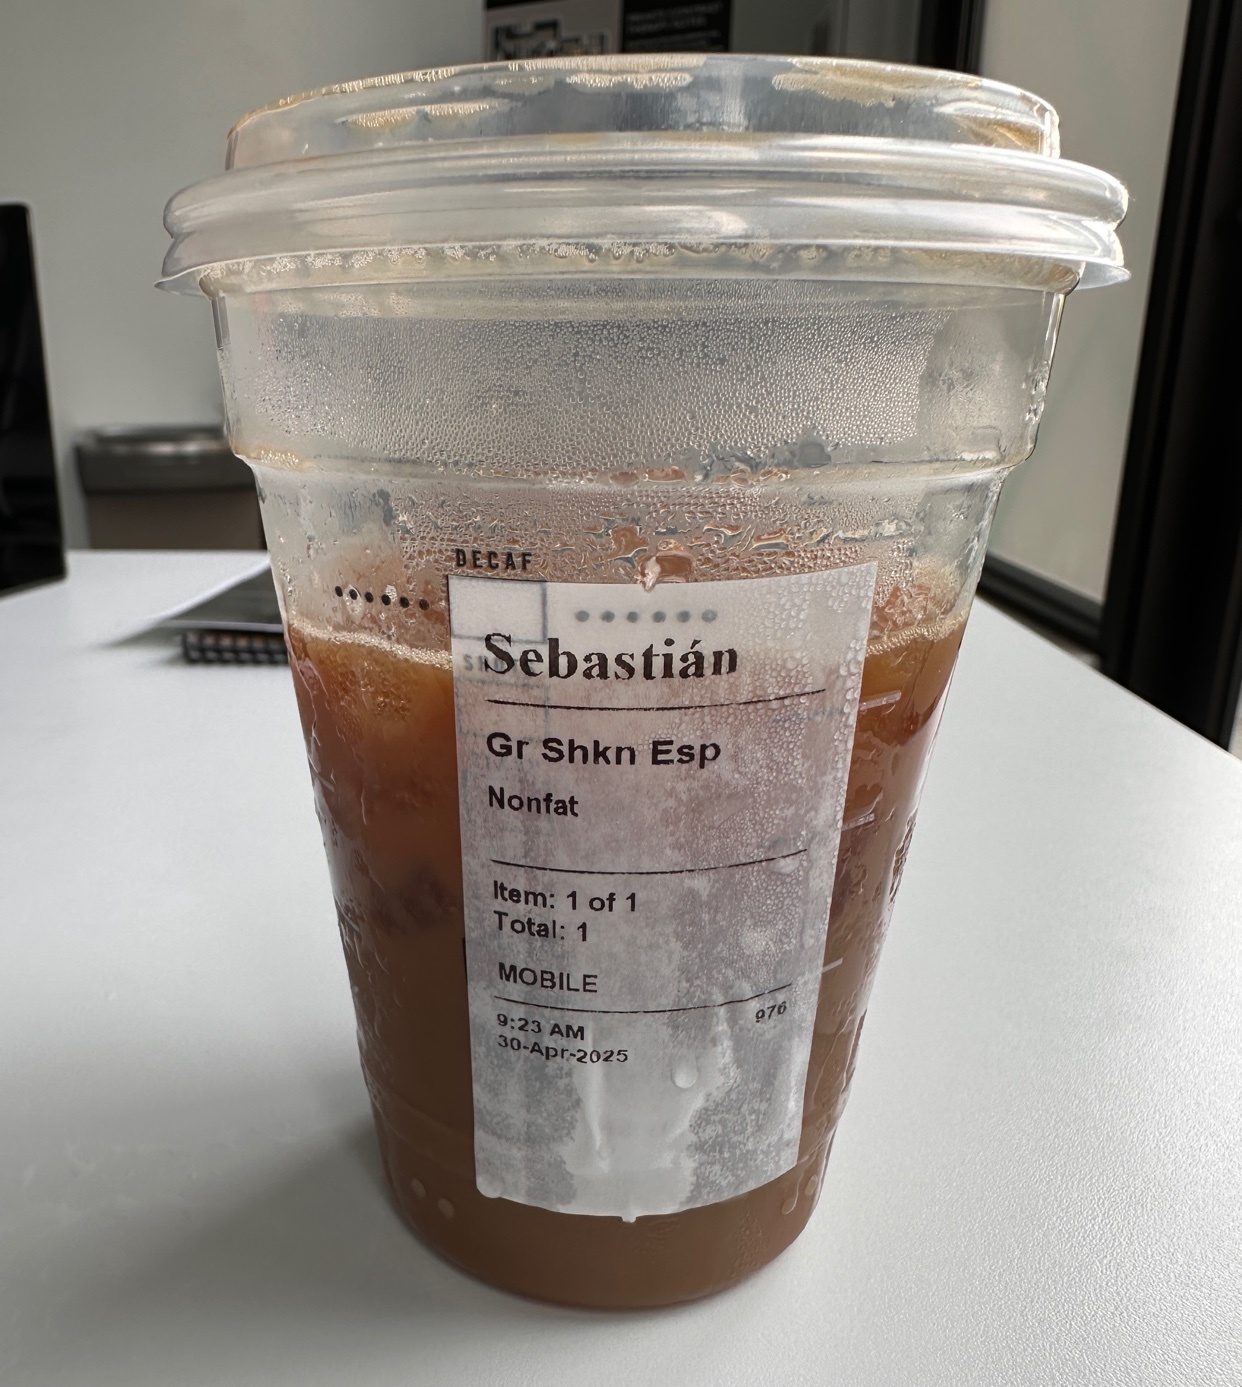 DECAF
Sebastián
Gr Shkn Esp
Nonfat
Item: 1 of 1
Total: 1
MOBILE
976
9:23 AM
30-Apr-2025